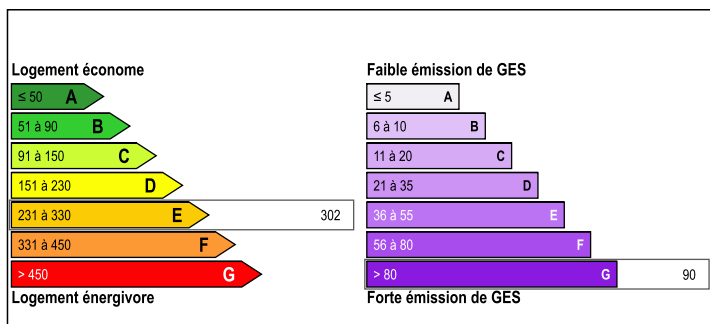 Logement économe
≤ 50 A
51 à 90 B
91 à 150 C
151 à 230 D
231 à 330 E 302
331 à 450 F
> 450 G
Logement énergivore
Faible émission de GES
≤ 5 A
6 à 10 B
11 à 20 C
21 à 35 D
36 à 55 E
56 à 80 F
> 80 G 90
Forte émission de GES